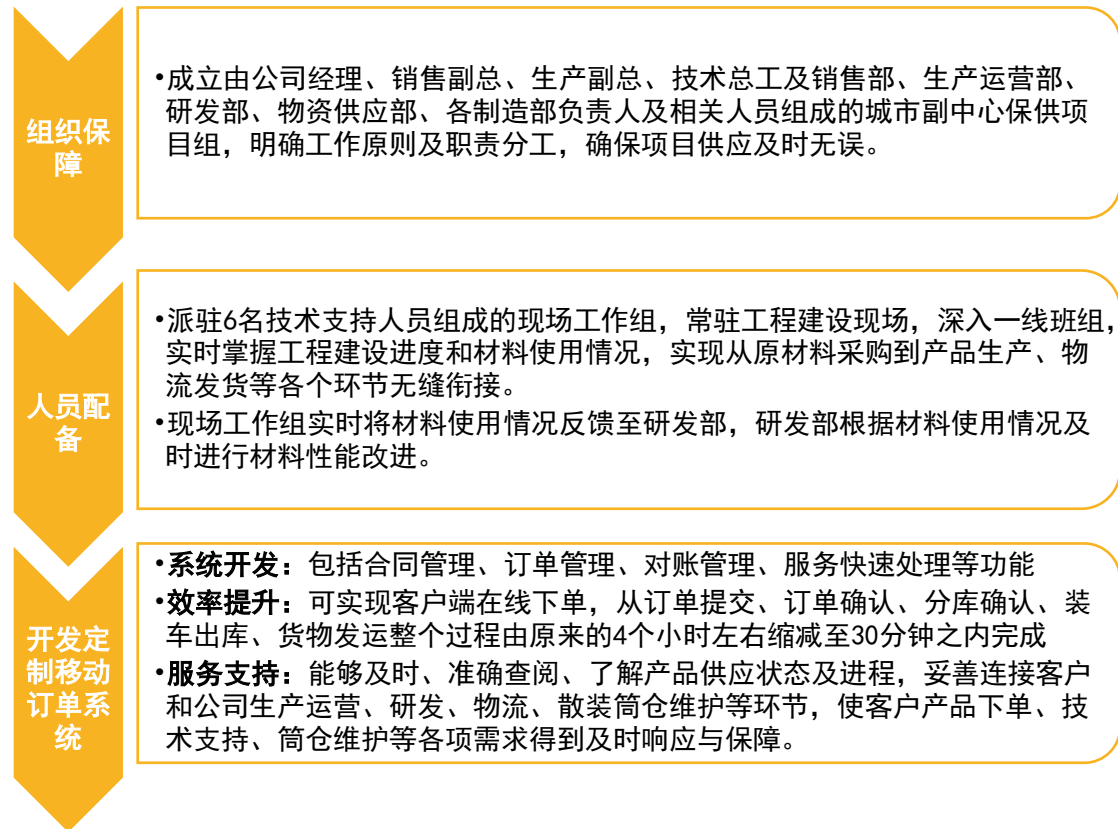 组织保
障
•成立由公司经理、销售副总、生产副总、技术总工及销售部、生产运营部、
研发部、物资供应部、各制造部负责人及相关人员组成的城市副中心保供项
目组，明确工作原则及职责分工，确保项目供应及时无误。
人员配
备
•派驻6名技术支持人员组成的现场工作组，常驻工程建设现场，深入一线班组，
实时掌握工程建设进度和材料使用情况，实现从原材料采购到产品生产、物
流发货等各个环节无缝衔接。
•现场工作组实时将材料使用情况反馈至研发部，研发部根据材料使用情况及
时进行材料性能改进。
开发定
制移动
订单系
统
•系统开发：包括合同管理、订单管理、对账管理、服务快速处理等功能
•效率提升：可实现客户端在线下单，从订单提交、订单确认、分库确认、装
车出库、货物发运整个过程由原来的4个小时左右缩减至30分钟之内完成
•服务支持：能够及时、准确查阅、了解产品供应状态及进程，妥善连接客户
和公司生产运营、研发、物流、散装筒仓维护等环节，使客户产品下单、技
术支持、筒仓维护等各项需求得到及时响应与保障。